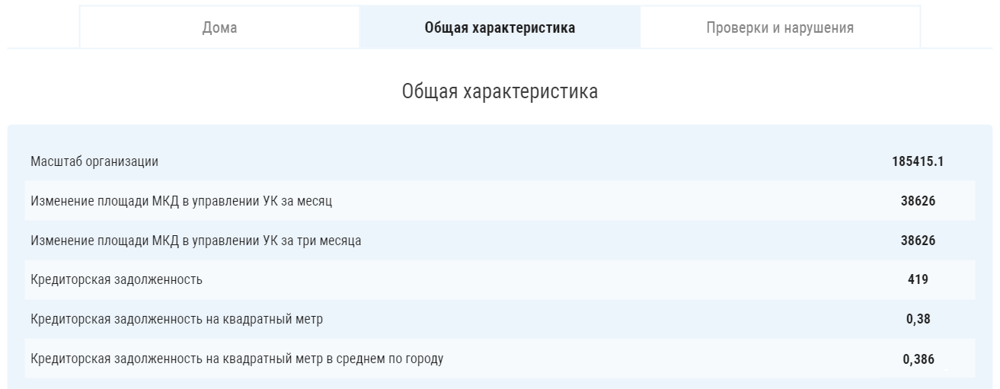 Дома Общая характеристика Проверки и нарушения
Общая характеристика
Масштаб организации 185415.1
Изменение площади МКД в управлении УК за месяц 38626
Изменение площади МКД в управлении УК за три месяца 38626
Кредиторская задолженность 419
Кредиторская задолженность на квадратный метр 0,38
Кредиторская задолженность на квадратный метр в среднем по городу 0,386